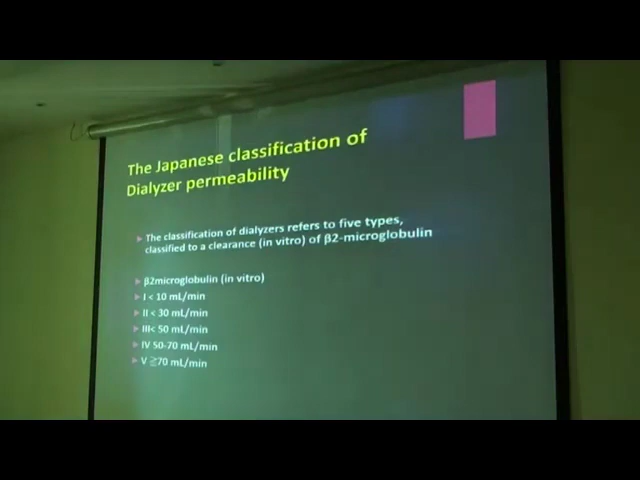 The Japanese classification of
Dialyzer permeability
The classification of dialyzers refers to five types,
classified to a clearance (in vitro) of β2-microglobulin
β2microglobulin (in vitro)
I < 10 mL/min
II < 30 mL/min
III< 50 mL/min
IV 50-70 mL/min
V ≧70 mL/min